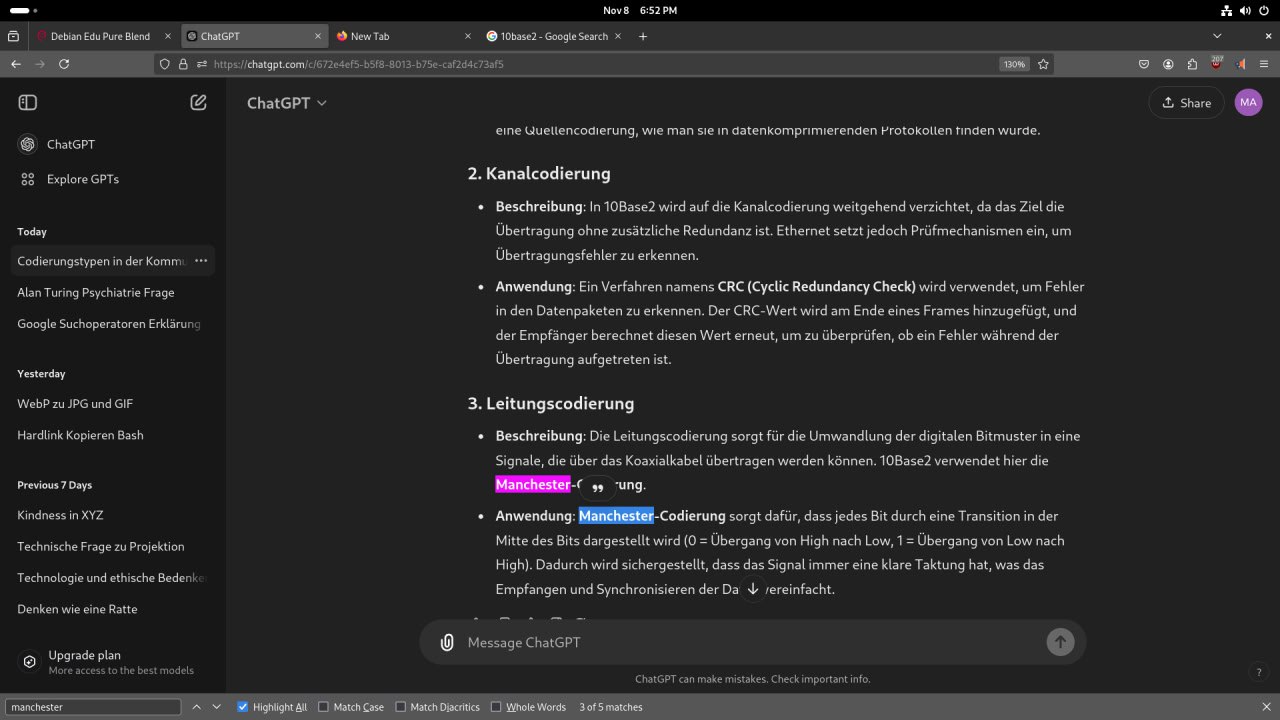 Nov 8 6:52 PM
Debian Edu Pure Blend
ChatGPT
New Tab
10base2 - Google Search
https://chatgpt.com/c/672e4ef5-b5f8-8013-b75e-caf2d4c73af5
130%
207
ChatGPT
Share
MA
ChatGPT
Explore GPTs
Today
Codierungstypen in der Kommu
Alan Turing Psychiatrie Frage
Google Suchoperatoren Erklärung
Yesterday
WebP zu JPG und GIF
Hardlink Kopieren Bash
Previous 7 Days
Kindness in XYZ
Technische Frage zu Projektion
Technologie und ethische Bedenke
Denken wie eine Ratte
Upgrade plan
More access to the best models
eine Quellencodierung, wie man sie in datenkomprimierenden Protokollen finden würde.
2. Kanalcodierung
• Beschreibung: In 10Base2 wird auf die Kanalcodierung weitgehend verzichtet, da das Ziel die
Übertragung ohne zusätzliche Redundanz ist. Ethernet setzt jedoch Prüfmechanismen ein, um
Übertragungsfehler zu erkennen.
• Anwendung: Ein Verfahren namens CRC (Cyclic Redundancy Check) wird verwendet, um Fehler
in den Datenpaketen zu erkennen. Der CRC-Wert wird am Ende eines Frames hinzugefügt, und
der Empfänger berechnet diesen Wert erneut, um zu überprüfen, ob ein Fehler während der
Übertragung aufgetreten ist.
3. Leitungscodierung
• Beschreibung: Die Leitungscodierung sorgt für die Umwandlung der digitalen Bitmuster in eine
Signale, die über das Koaxialkabel übertragen werden können. 10Base2 verwendet hier die
Manchester-C rung.
• Anwendung: Manchester-Codierung sorgt dafür, dass jedes Bit durch eine Transition in der
Mitte des Bits dargestellt wird (0 = Übergang von High nach Low, 1 = Übergang von Low nach
High). Dadurch wird sichergestellt, dass das Signal immer eine klare Taktung hat, was das
Empfangen und Synchronisieren der Da vereinfacht.
Message ChatGPT
ChatGPT can make mistakes. Check important info.
?
manchester
Highlight All
Match Case
Match Diacritics
Whole Words
3 of 5 matches